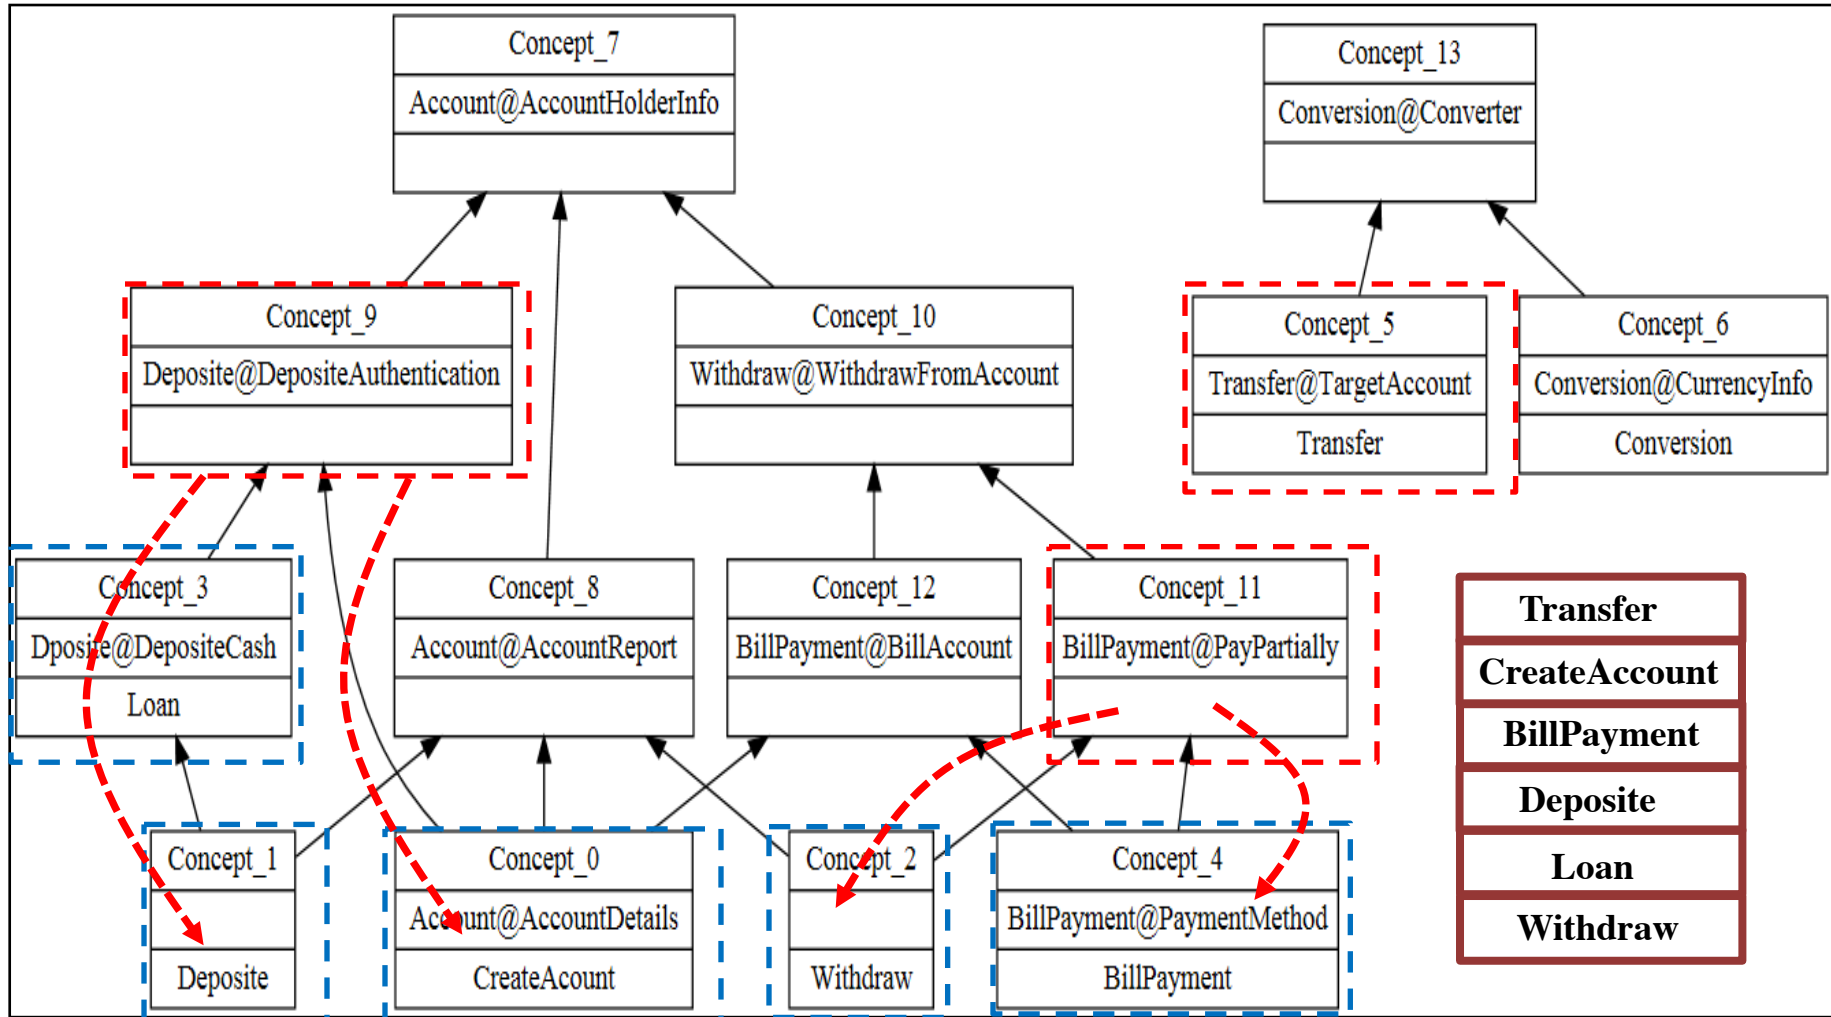 Concept_7
Account@AccountHolderInfo
Concept_13
Conversion@Converter
Concept_9
Deposite@DepositeAuthentication
Concept_10
Withdraw@WithdrawFromAccount
Concept_5
Transfer@TargetAccount
Transfer
Concept_6
Conversion@CurrencyInfo
Conversion
Concept_3
Dposite@DepositeCash
Loan
Concept_8
Account@AccountReport
Concept_12
BillPayment@BillAccount
Concept_11
BillPayment@PayPartially
Concept_1
Deposite
Concept_0
Account@AccountDetails
CreateAcount
Concept_2
Withdraw
Concept_4
BillPayment@PaymentMethod
BillPayment
Transfer
CreateAccount
BillPayment
Deposite
Loan
Withdraw